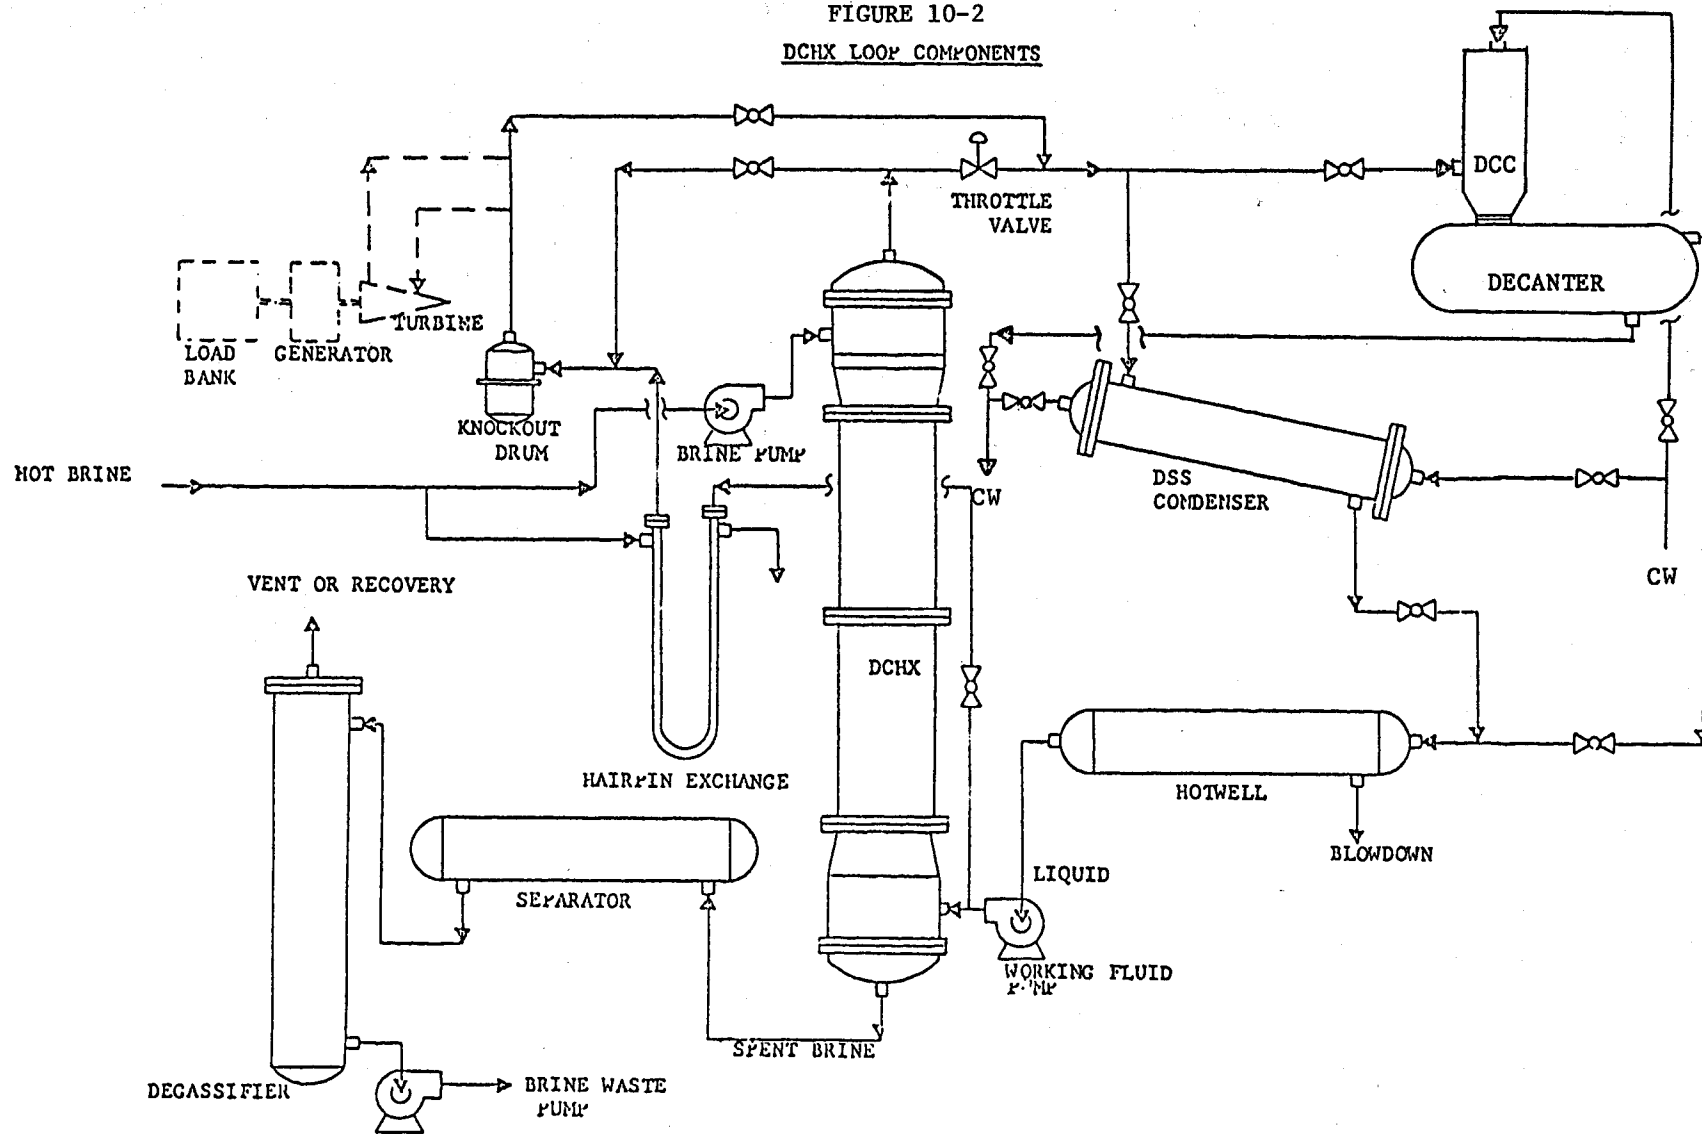 FIGURE 10-2
DCHX LOOP COMPONENTS
DCC
THROTTLE
VALVE
DECANTER
TURBINE
LOAD
BANK
GENERATOR
KNOCKOUT
DRUM
BRINE PUMP
HOT BRINE
DSS
CONDENSER
CW
CW
VENT OR RECOVERY
DCHX
HAIRPIN EXCHANGE
HOTWELL
BLOWDOWN
LIQUID
SEPARATOR
WORKING FLUID
PUMP
SPENT BRINE
DEGASSIFIER
BRINE WASTE
PUMP